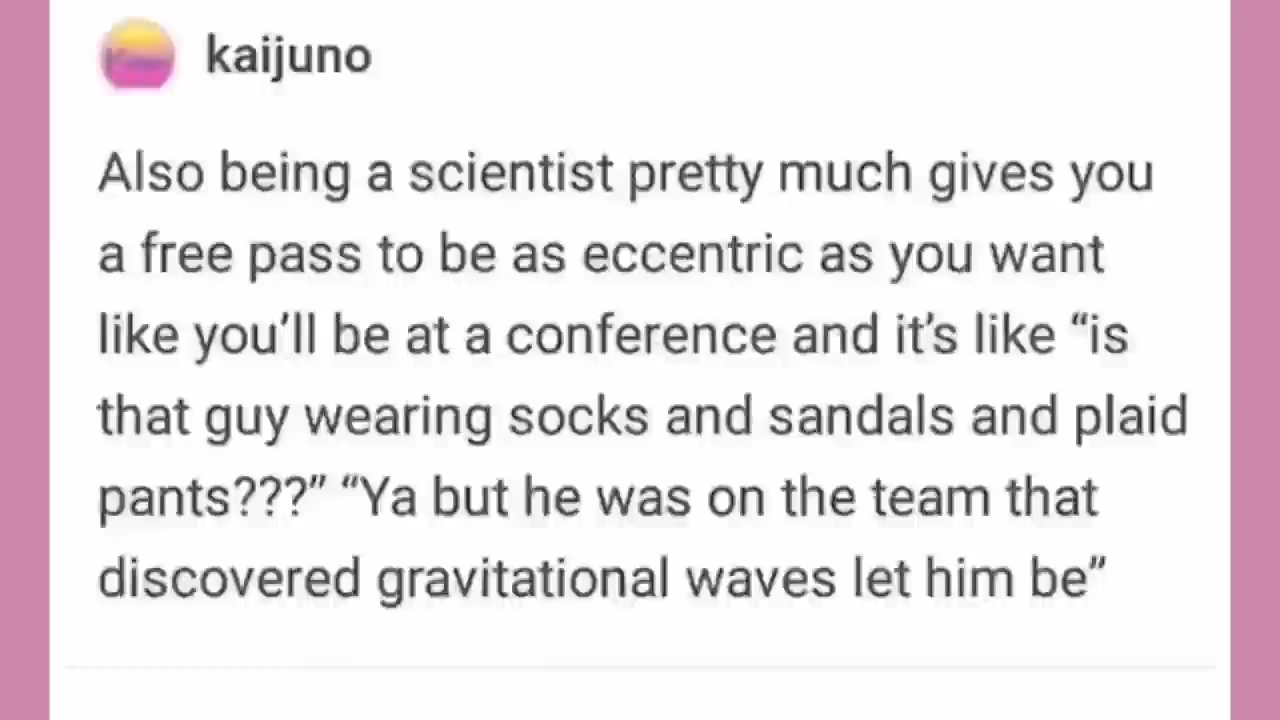 kaijuno
Also being a scientist pretty much gives you
a free pass to be as eccentric as you want
like you’ll be at a conference and it’s like “is
that guy wearing socks and sandals and plaid
pants???” “Ya but he was on the team that
discovered gravitational waves let him be”